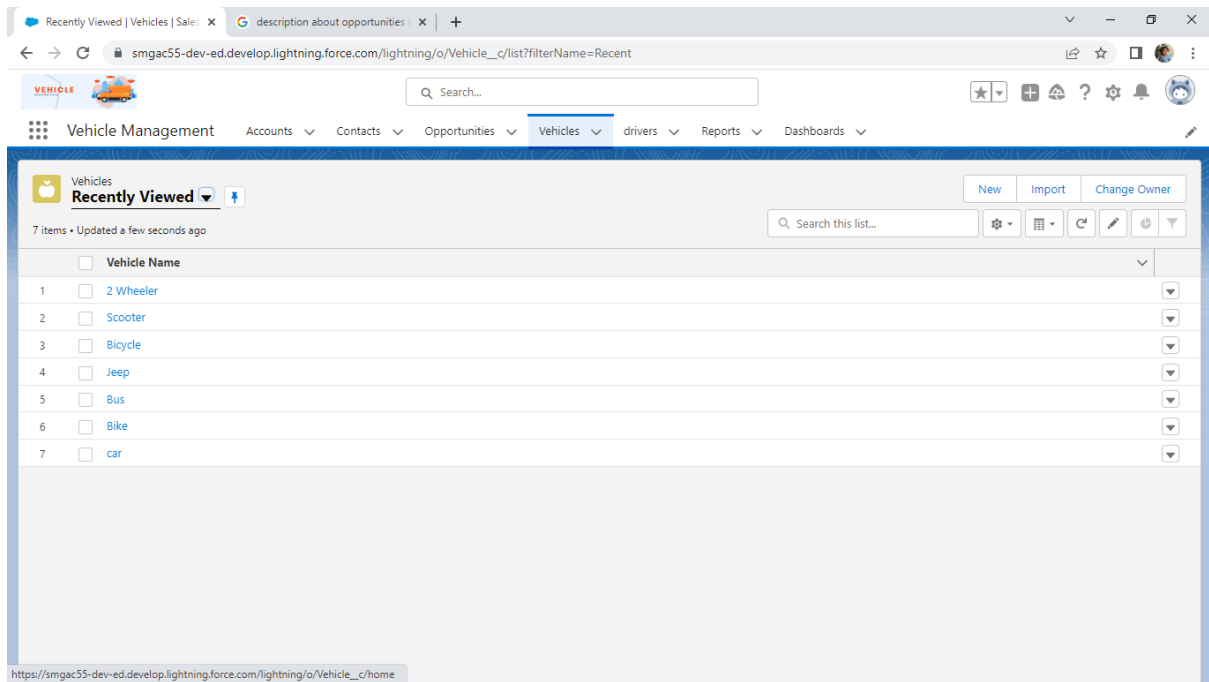 Recently Viewed | Vehicles | Sales
description about opportunities i
smgac55-dev-ed.develop.lightning.force.com/lightning/o/Vehicle__c/list?filterName=Recent
VEHICLE
Search...
Vehicle Management Accounts Contacts Opportunities Vehicles drivers Reports Dashboards
Vehicles
Recently Viewed
New Import Change Owner
7 items • Updated a few seconds ago
Search this list...
Vehicle Name
1 2 Wheeler
2 Scooter
3 Bicycle
4 Jeep
5 Bus
6 Bike
7 car
https://smgac55-dev-ed.develop.lightning.force.com/lightning/o/Vehicle__c/home